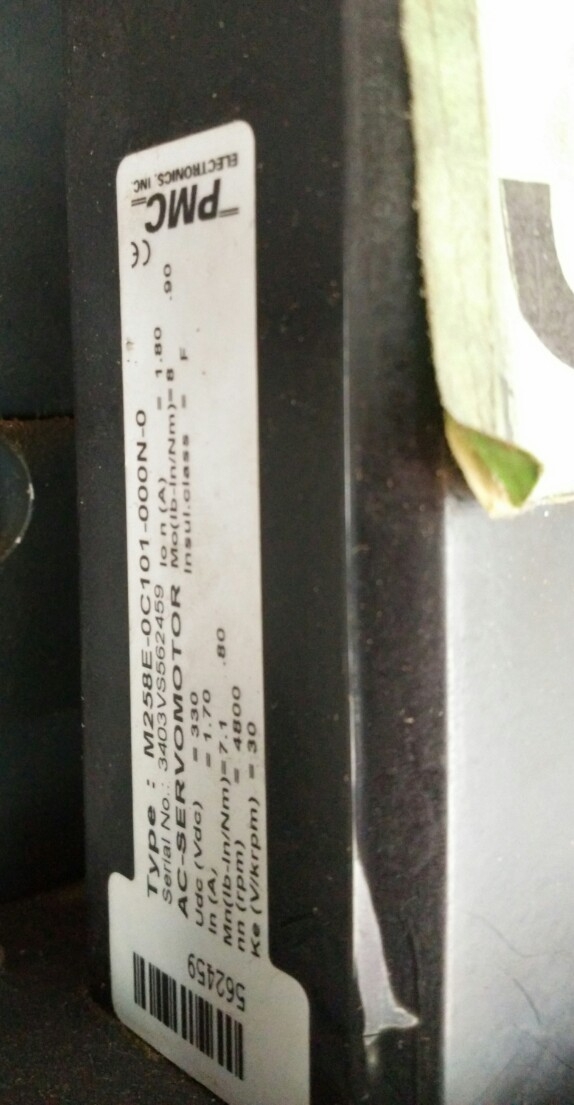 PMC
ELECTRONICS, INC.
CE
Type : M258E-0C101-000N-0
Serial No.: 3403VS562459 Io n (A) = 1.80
AC-SERVOMOTOR Mo(lb-in/Nm)=8 .90
Udc (Vdc) = 330 Insul.class = F
In (A) = 1.70
Mn(lb-in/Nm)=7.1 .80
nn (rpm) = 4800
Ke (V/krpm) = 30
562459